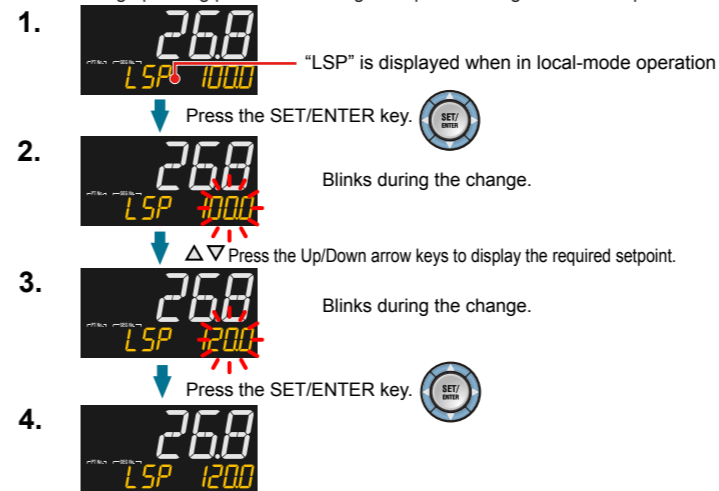 1.
26.8
LSP 100.0
“LSP” is displayed when in local-mode operation
Press the SET/ENTER key.
SET/
ENTER
2.
26.8
Blinks during the change.
LSP 100.0
△▽ Press the Up/Down arrow keys to display the required setpoint.
3.
26.8
Blinks during the change.
LSP 120.0
Press the SET/ENTER key.
SET/
ENTER
4.
26.8
LSP 120.0